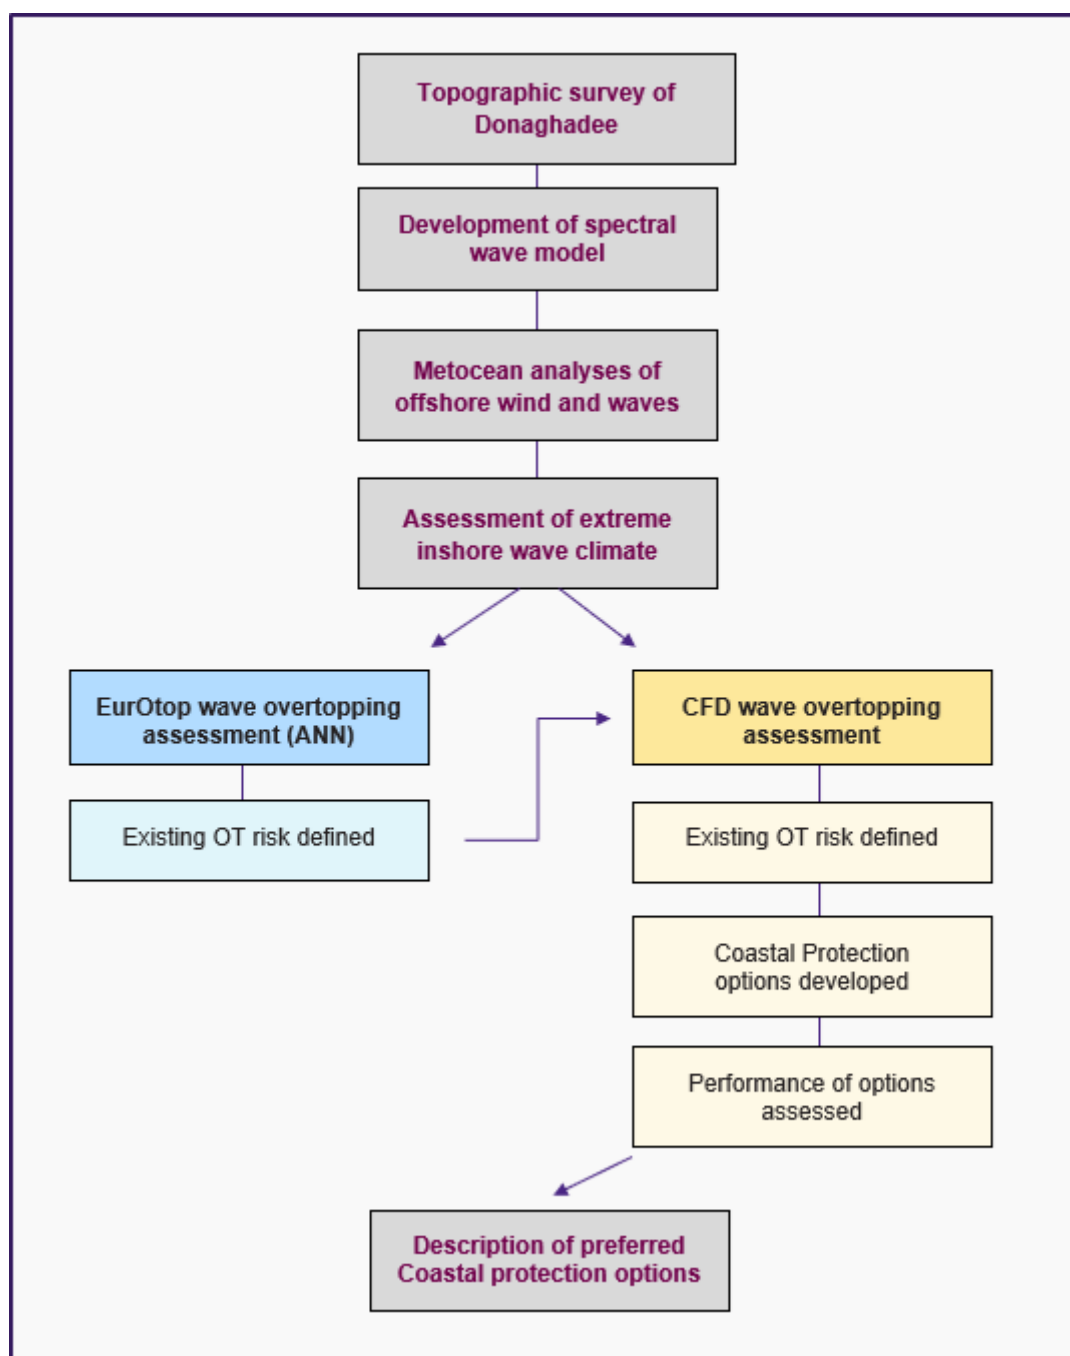 Topographic survey of
Donaghadee
Development of spectral
wave model
Metocean analyses of
offshore wind and waves
Assessment of extreme
inshore wave climate
EurOtop wave overtopping
assessment (ANN)
Existing OT risk defined
CFD wave overtopping
assessment
Existing OT risk defined
Coastal Protection
options developed
Performance of options
assessed
Description of preferred
Coastal protection options